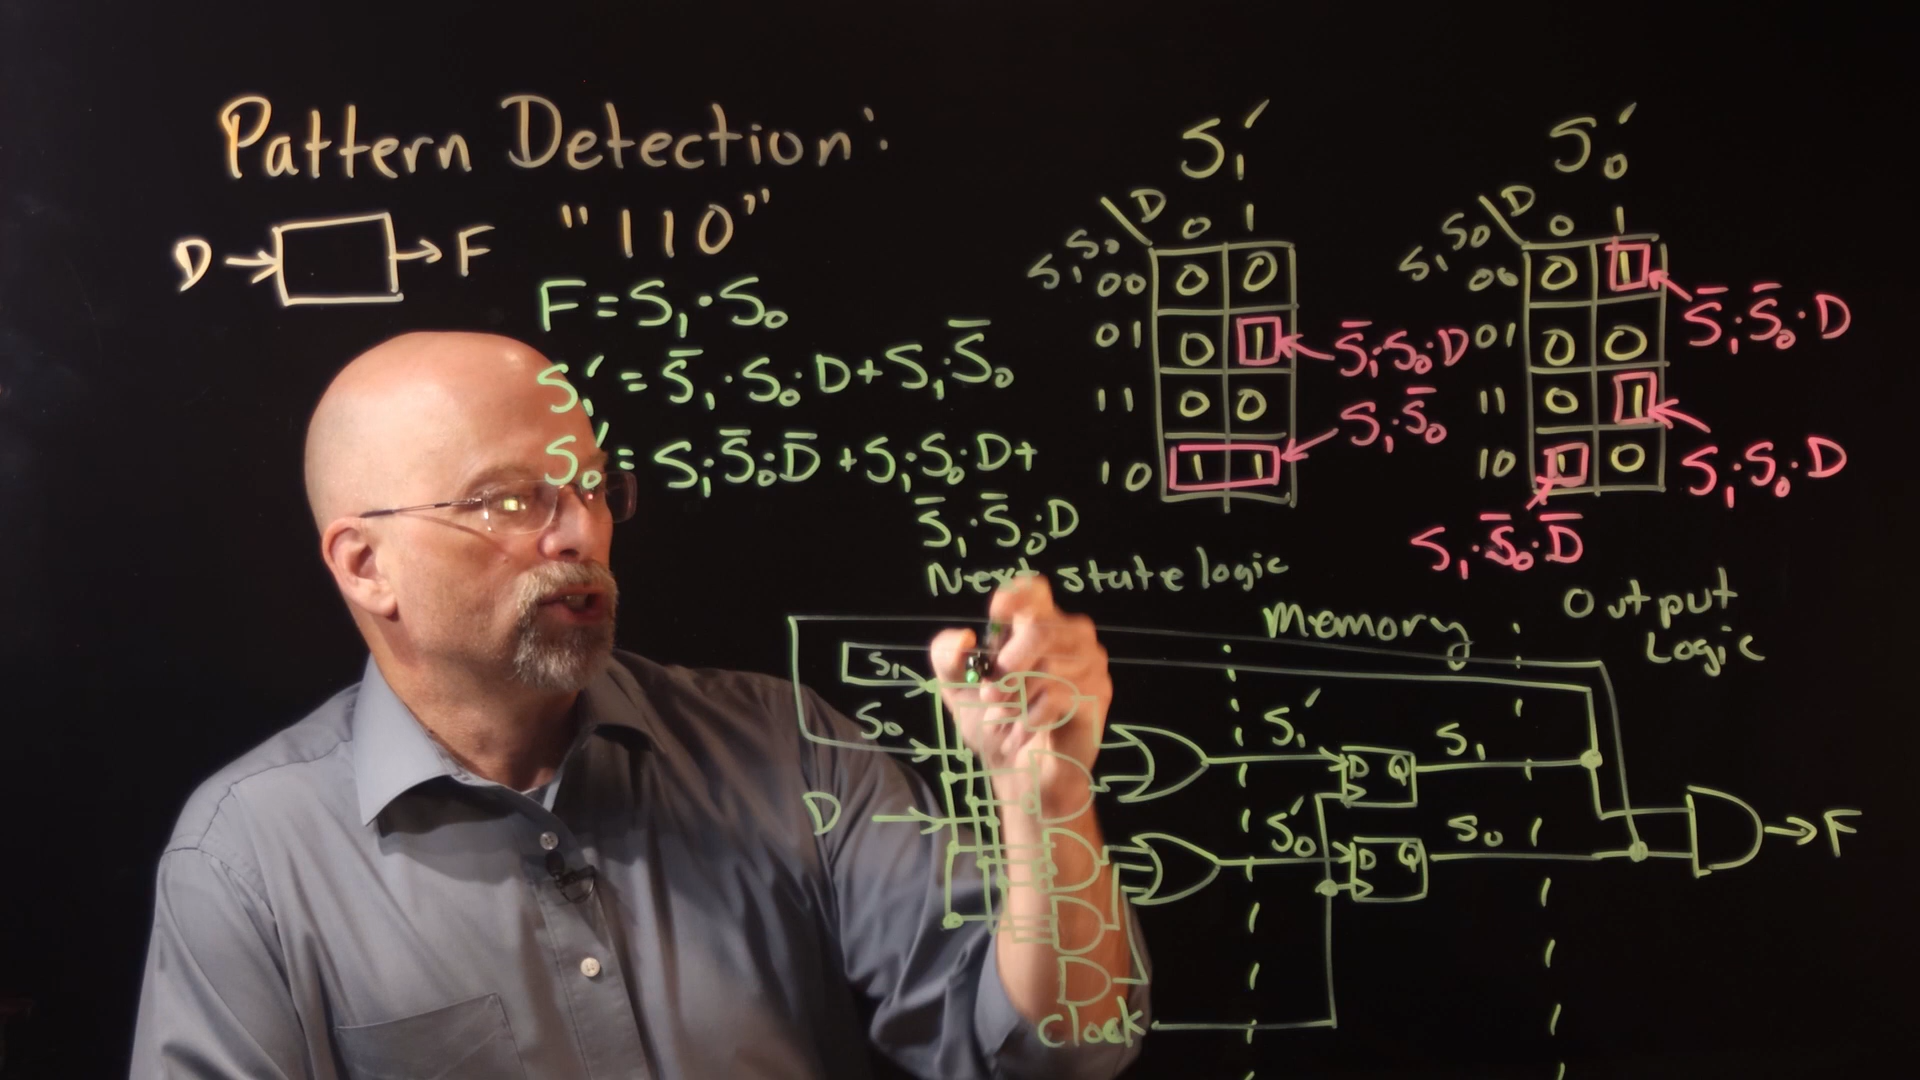 Pattern Detection:
"110"
D F
F = S₁·S₀
S₁′ = S̅₁·S₀·D + S₁·S̅₀
S₀′ = S₁·S̅₀·D̅ + S₁·S₀·D +
S̅₁·S̅₀·D
S₁′
D
S₁S₀ 0 1
00 0 0
01 0 1 S̅₁·S₀·D
11 0 0 S₁·S̅₀
10 1 1
S₀′
D
S₁S₀ 0 1
00 0 1 S̅₁·S̅₀·D
01 0 0
11 0 1
10 1 0 S₁·S₀·D
S₁·S̅₀·D̅
Next state logic
Memory
Output
Logic
S₁
S₀
D
S₁′ D Q S₁
S₀′ D Q S₀
F
Clock